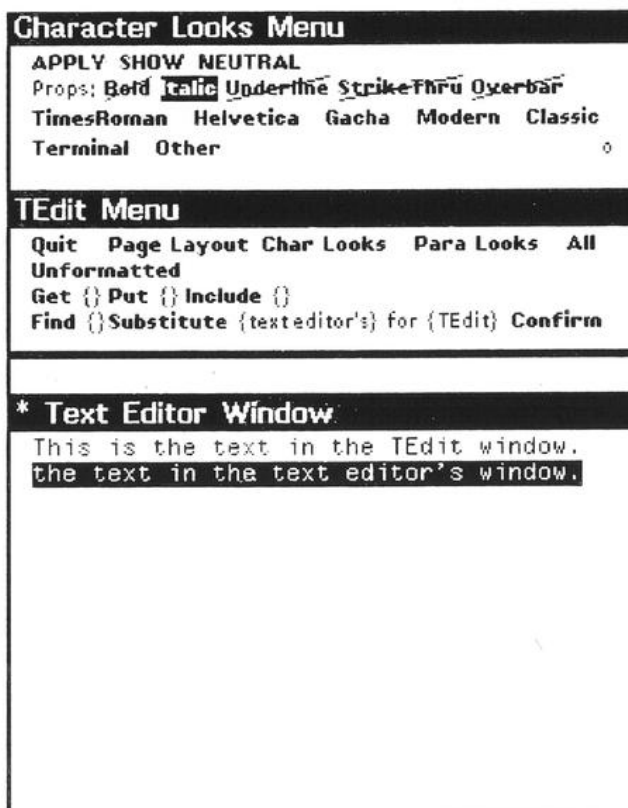 Character Looks Menu
APPLY SHOW NEUTRAL
Props: Bold Italic Underline StrikeThru Overbar
TimesRoman Helvetica Gacha Modern Classic
Terminal Other 0
TEdit Menu
Quit Page Layout Char Looks Para Looks All
Unformatted
Get {} Put {} Include {}
Find {} Substitute {texteditor's} for {TEdit} Confirm
* Text Editor Window
This is the text in the TEdit window.
the text in the text editor's window.